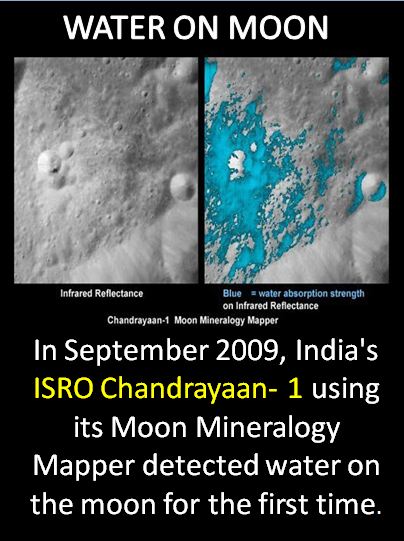 WATER ON MOON
Infrared Reflectance
Blue = water absorption strength
on Infrared Reflectance
Chandrayaan-1 Moon Mineralogy Mapper
In September 2009, India's
ISRO Chandrayaan- 1 using
its Moon Mineralogy
Mapper detected water on
the moon for the first time.